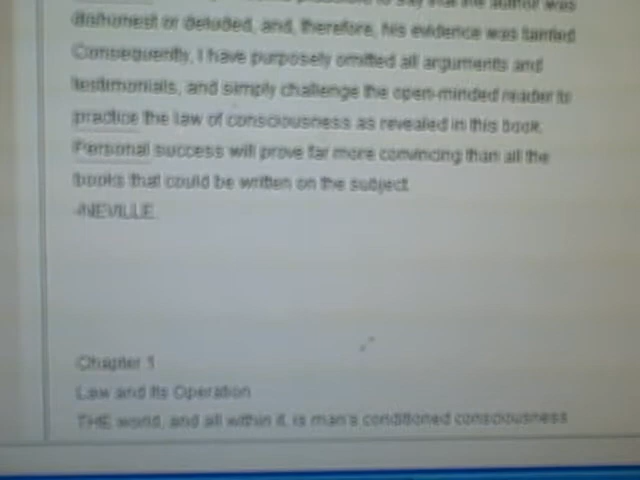 the author was
dishonest or deluded, and, therefore, his evidence was tainted.
Consequently, I have purposely omitted all arguments and
testimonials, and simply challenge the open-minded reader to
practice the law of consciousness as revealed in this book.
Personal success will prove far more convincing than all the
books that could be written on the subject.
-NEVILLE
Chapter 1
Law and Its Operation
THE world, and all within it, is man's conditioned consciousness